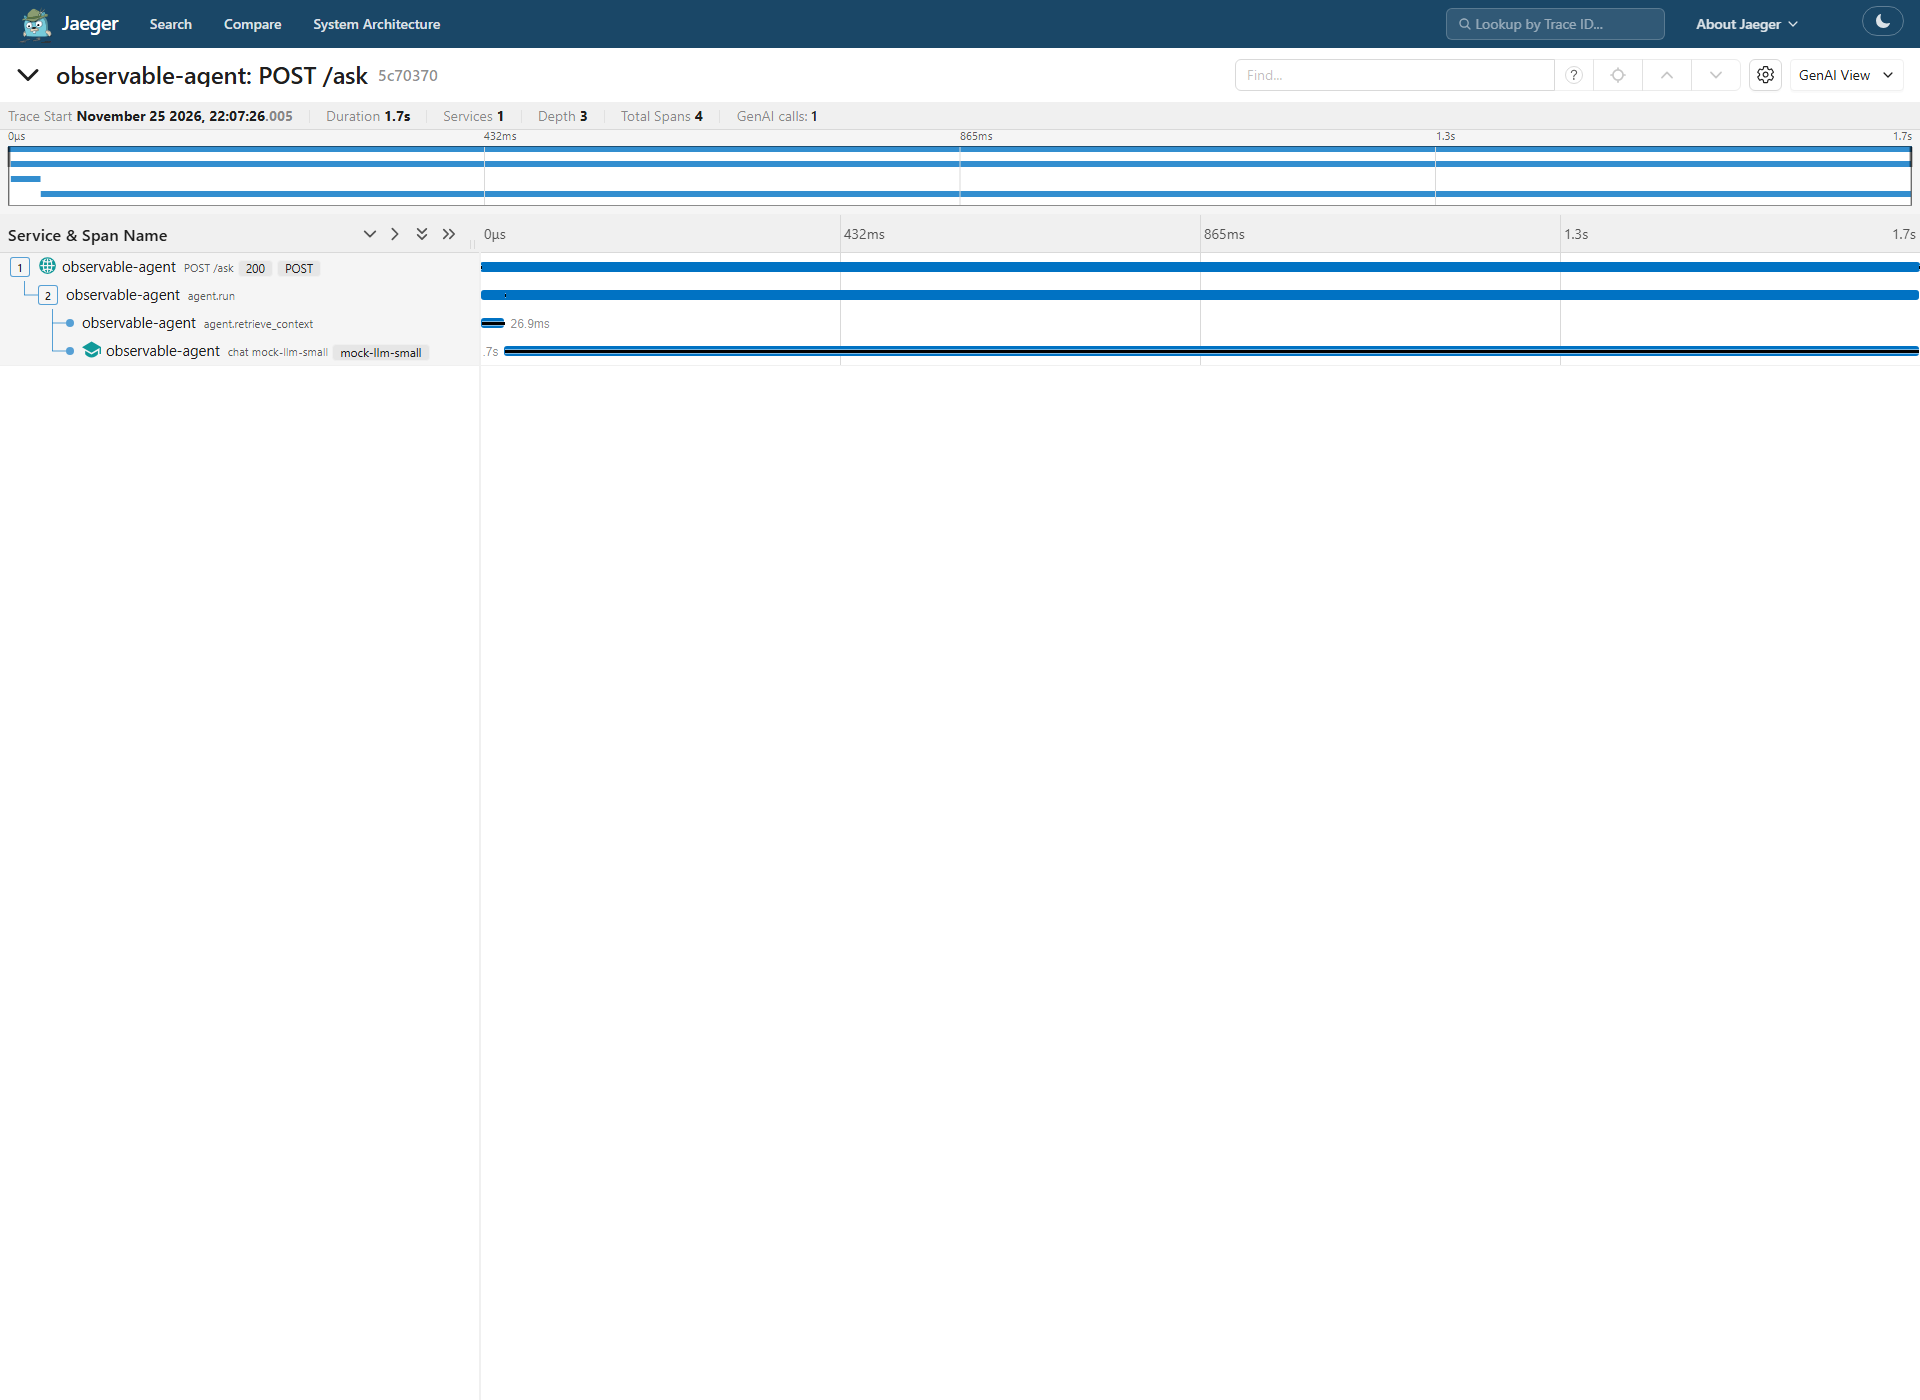 Jaeger Search Compare System Architecture Lookup by Trace ID... About Jaeger
observable-agent: POST /ask 5c70370 Find... ? GenAI View
Trace Start November 25 2026, 22:07:26.005 Duration 1.7s Services 1 Depth 3 Total Spans 4 GenAI calls: 1
0μs 432ms 865ms 1.3s 1.7s
Service & Span Name 0μs 432ms 865ms 1.3s 1.7s
1 observable-agent POST /ask 200 POST
2 observable-agent agent.run
observable-agent agent.retrieve_context 26.9ms
observable-agent chat mock-llm-small mock-llm-small .7s